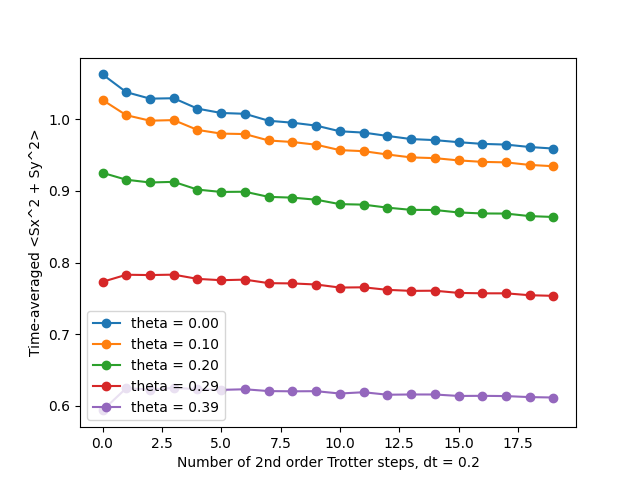 Time-averaged <Sx^2 + Sy^2>
1.0
0.9
0.8
0.7
0.6
theta = 0.00
theta = 0.10
theta = 0.20
theta = 0.29
theta = 0.39
0.0 2.5 5.0 7.5 10.0 12.5 15.0 17.5
Number of 2nd order Trotter steps, dt = 0.2